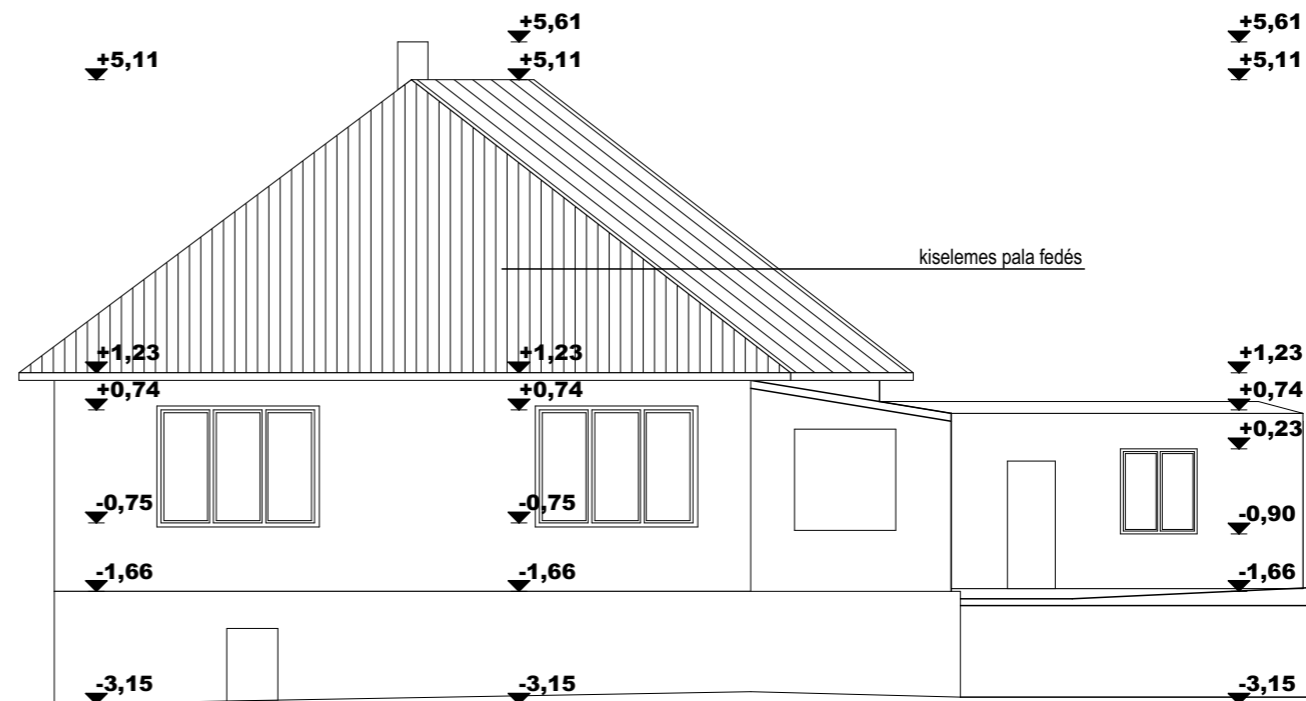 +5,61 +5,61
+5,11 +5,11 +5,11
kiselemes pala fedés
+1,23 +1,23 +1,23
+0,74 +0,74 +0,74
+0,23
-0,75 -0,75
-0,90
-1,66 -1,66 -1,66
-3,15 -3,15 -3,15